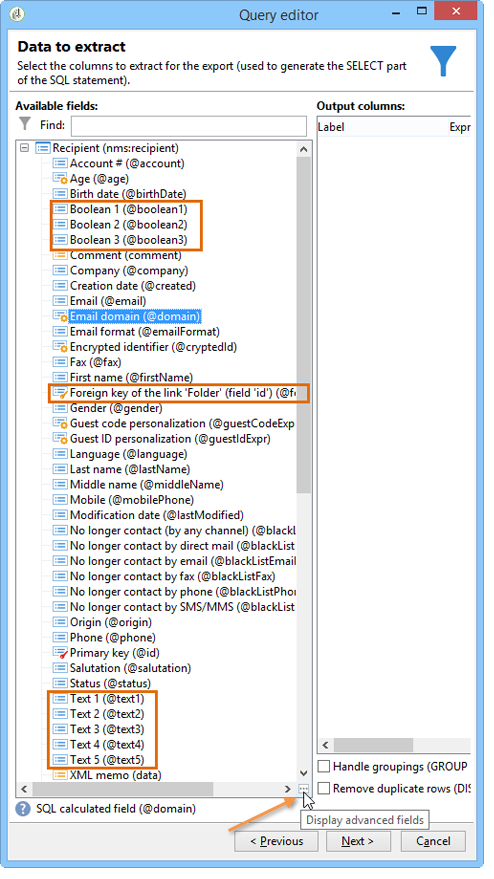 Query editor
Data to extract
Select the columns to extract for the export (used to generate the SELECT part
of the SQL statement).
Available fields:
Find:
Recipient (nms:recipient)
Account # (@account)
Age (@age)
Birth date (@birthDate)
Boolean 1 (@boolean1)
Boolean 2 (@boolean2)
Boolean 3 (@boolean3)
Comment (comment)
Company (@company)
Creation date (@created)
Email (@email)
Email domain (@domain)
Email format (@emailFormat)
Encrypted identifier (@cryptedId)
Fax (@fax)
First name (@firstName)
Foreign key of the link 'Folder' (field 'id') (@f
Gender (@gender)
Guest code personalization (@guestCodeExp
Guest ID personalization (@guestIdExpr)
Language (@language)
Last name (@lastName)
Middle name (@middleName)
Mobile (@mobilePhone)
Modification date (@lastModified)
No longer contact (by any channel) (@blackL
No longer contact by direct mail (@blackList
No longer contact by email (@blackListEmail
No longer contact by fax (@blackListFax)
No longer contact by phone (@blackListPhor
No longer contact by SMS/MMS (@blackList
Origin (@origin)
Phone (@phone)
Primary key (@id)
Salutation (@salutation)
Status (@status)
Text 1 (@text1)
Text 2 (@text2)
Text 3 (@text3)
Text 4 (@text4)
Text 5 (@text5)
XML memo (data)
SQL calculated field (@domain)
Output columns:
Label Expr
Handle groupings (GROUP
Remove duplicate rows (DIS
Display advanced fields
< Previous
Next >
Cancel